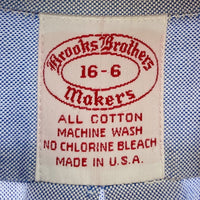 Brooks Brothers
16-6
Makers
ALL COTTON
MACHINE WASH
NO CHLORINE BLEACH
MADE IN U.S.A.